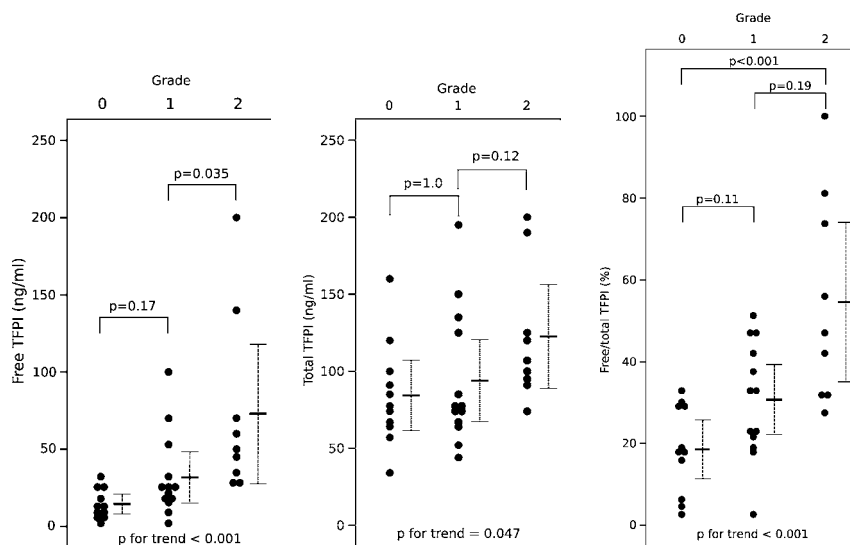 Grade
0 1 2
250
200
150
100
50
0
Free TFPI (ng/ml)
p=0.035
p=0.17
p for trend < 0.001
Grade
0 1 2
250
200
150
100
50
0
Total TFPI (ng/ml)
p=0.12
p=1.0
p for trend = 0.047
Grade
0 1 2
100
80
60
40
20
0
Free/total TFPI (%)
p<0.001
p=0.19
p=0.11
p for trend < 0.001